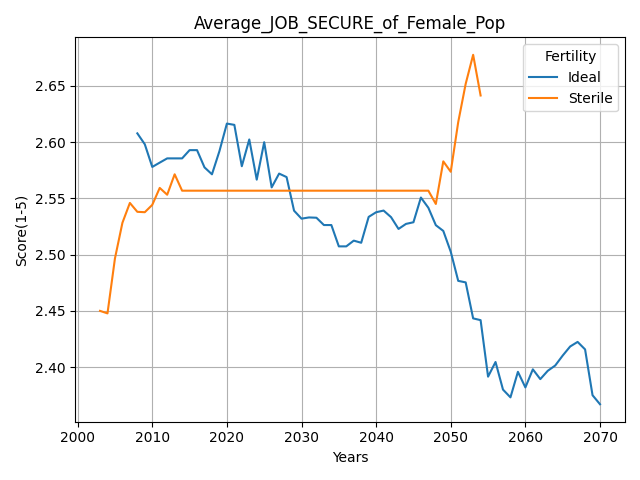 Average_JOB_SECURE_of_Female_Pop
Fertility
Ideal
Sterile
Score(1-5)
2.65
2.60
2.55
2.50
2.45
2.40
2000 2010 2020 2030 2040 2050 2060 2070
Years